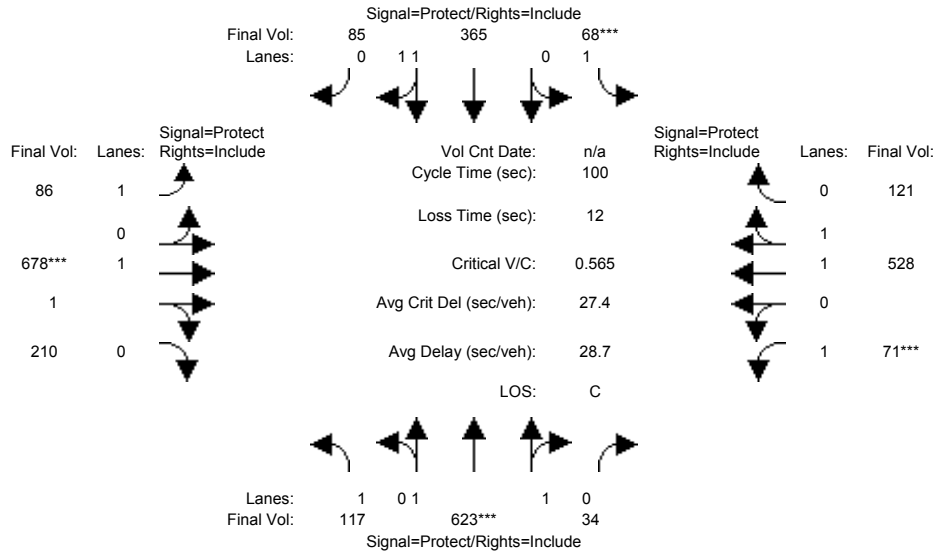 Signal=Protect/Rights=Include
Final Vol: 85 365 68***
Lanes: 0 1 1 0 1
Signal=Protect Signal=Protect
Final Vol: Lanes: Rights=Include Vol Cnt Date: n/a Rights=Include Lanes: Final Vol:
Cycle Time (sec): 100
86 1 0 121
Loss Time (sec): 12
0 1
678*** 1 Critical V/C: 0.565 1 528
1 Avg Crit Del (sec/veh): 27.4 0
210 0 Avg Delay (sec/veh): 28.7 1 71***
LOS: C
Lanes: 1 0 1 1 0
Final Vol: 117 623*** 34
Signal=Protect/Rights=Include